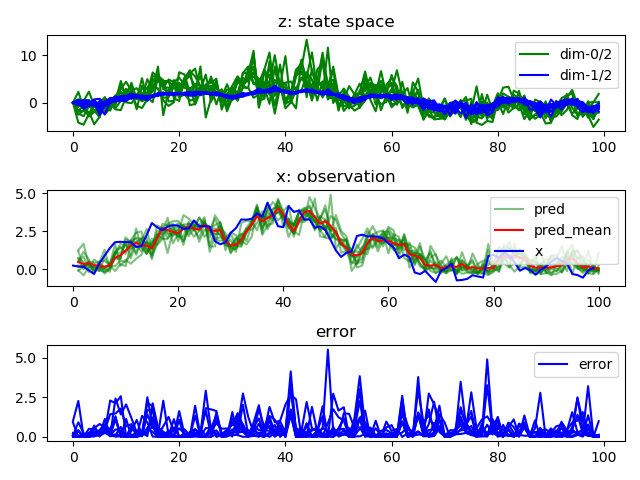 z: state space
10
0
dim-0/2
dim-1/2
0 20 40 60 80 100
x: observation
5.0
2.5
0.0
pred
pred_mean
x
0 20 40 60 80 100
error
5.0
2.5
0.0
error
0 20 40 60 80 100